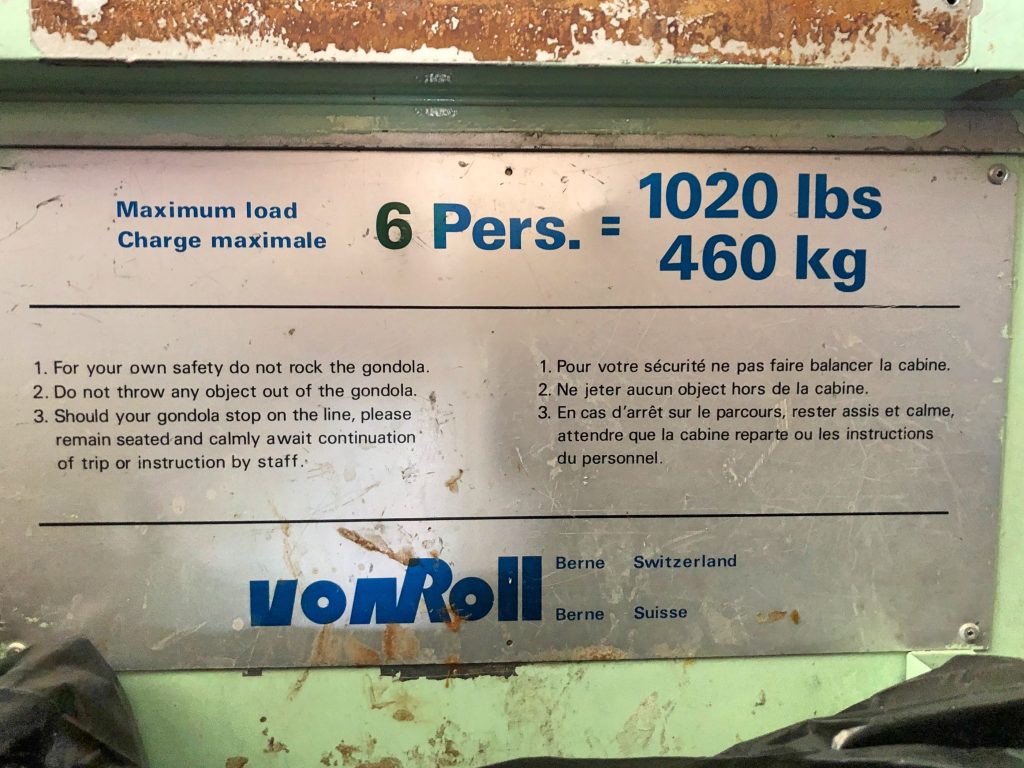 Maximum load
Charge maximale
6 Pers. =
1020 lbs
460 kg
1. For your own safety do not rock the gondola.
2. Do not throw any object out of the gondola.
3. Should your gondola stop on the line, please
remain seated and calmly await continuation
of trip or instruction by staff.
1. Pour votre sécurité ne pas faire balancer la cabine.
2. Ne jeter aucun object hors de la cabine.
3. En cas d'arrêt sur le parcours, rester assis et calme,
attendre que la cabine reparte ou les instructions
du personnel.
vonRoll
Berne Switzerland
Berne Suisse